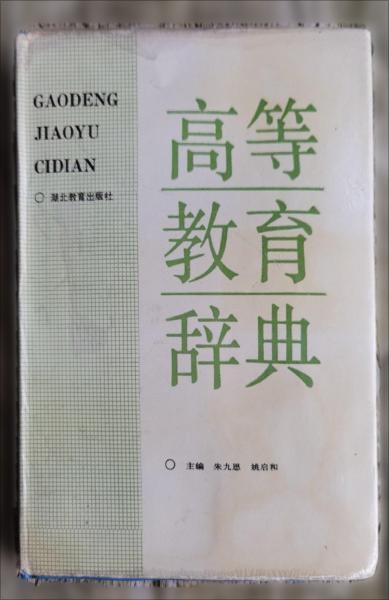 GAODENG
JIAOYU
CIDIAN
○ 湖北教育出版社
高等
教育
辞典
○ 主编 朱九思 姚启和